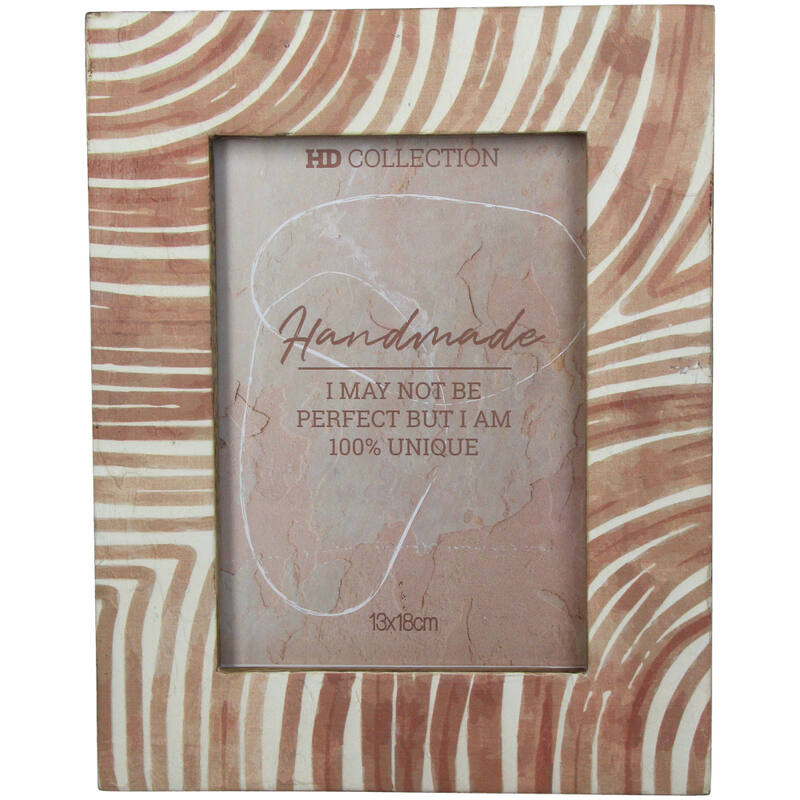 HD COLLECTION
Handmade
I MAY NOT BE
PERFECT BUT I AM
100% UNIQUE
13x18cm